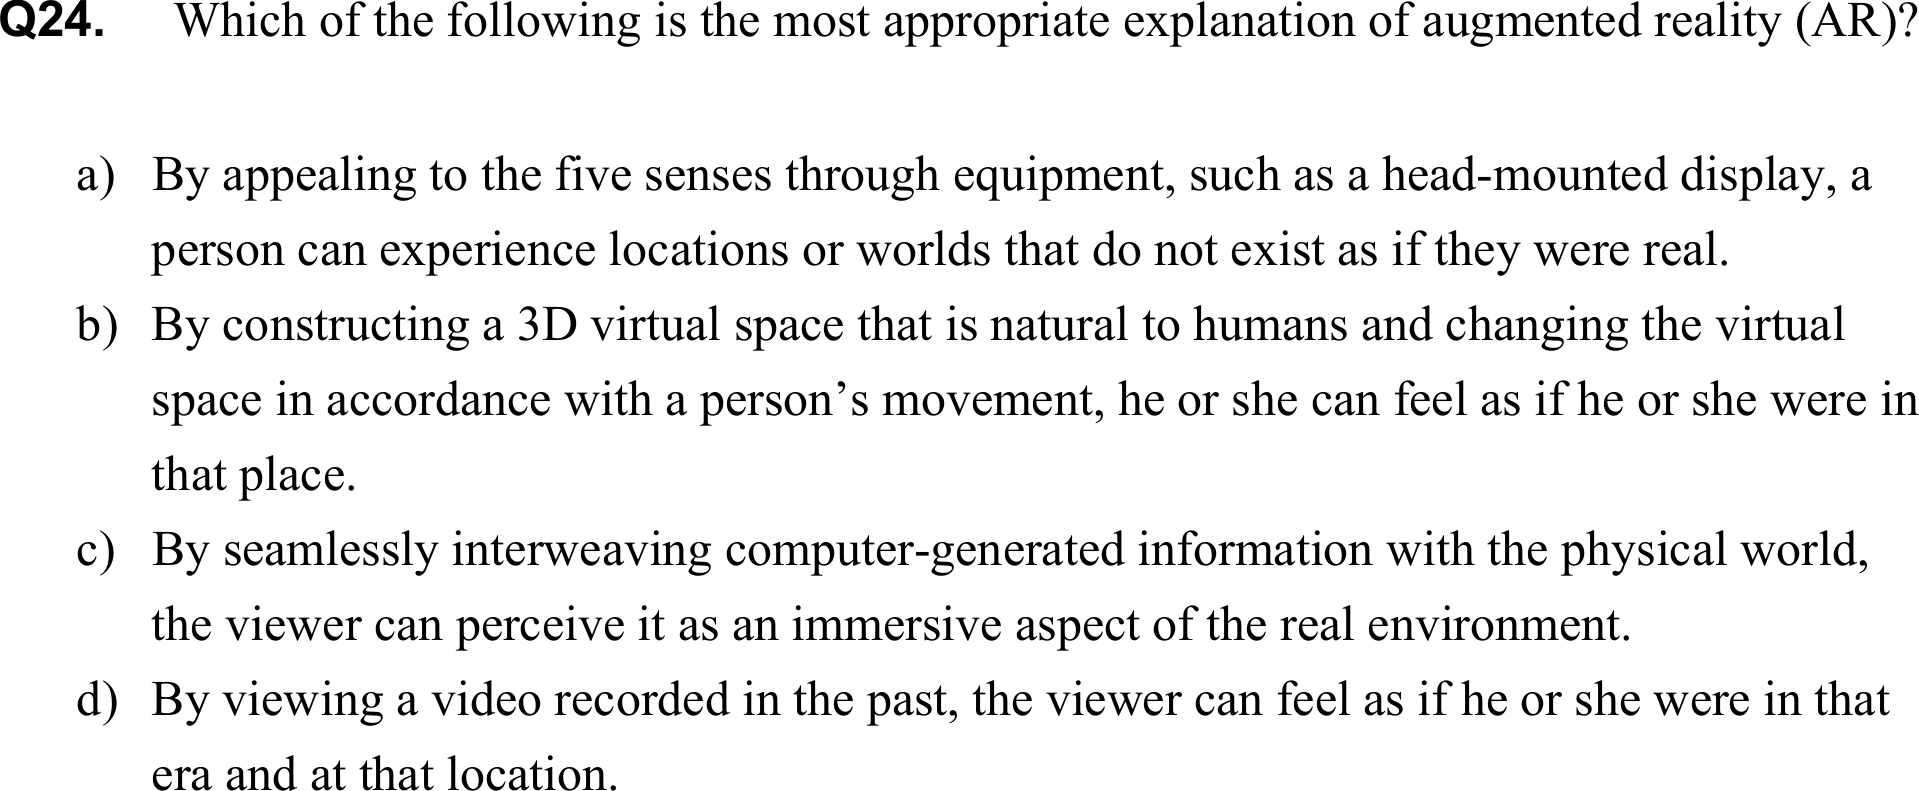 Q24. Which of the following is the most appropriate explanation of augmented reality (AR)?
a) By appealing to the five senses through equipment, such as a head-mounted display, a
person can experience locations or worlds that do not exist as if they were real.
b) By constructing a 3D virtual space that is natural to humans and changing the virtual
space in accordance with a person’s movement, he or she can feel as if he or she were in
that place.
c) By seamlessly interweaving computer-generated information with the physical world,
the viewer can perceive it as an immersive aspect of the real environment.
d) By viewing a video recorded in the past, the viewer can feel as if he or she were in that
era and at that location.